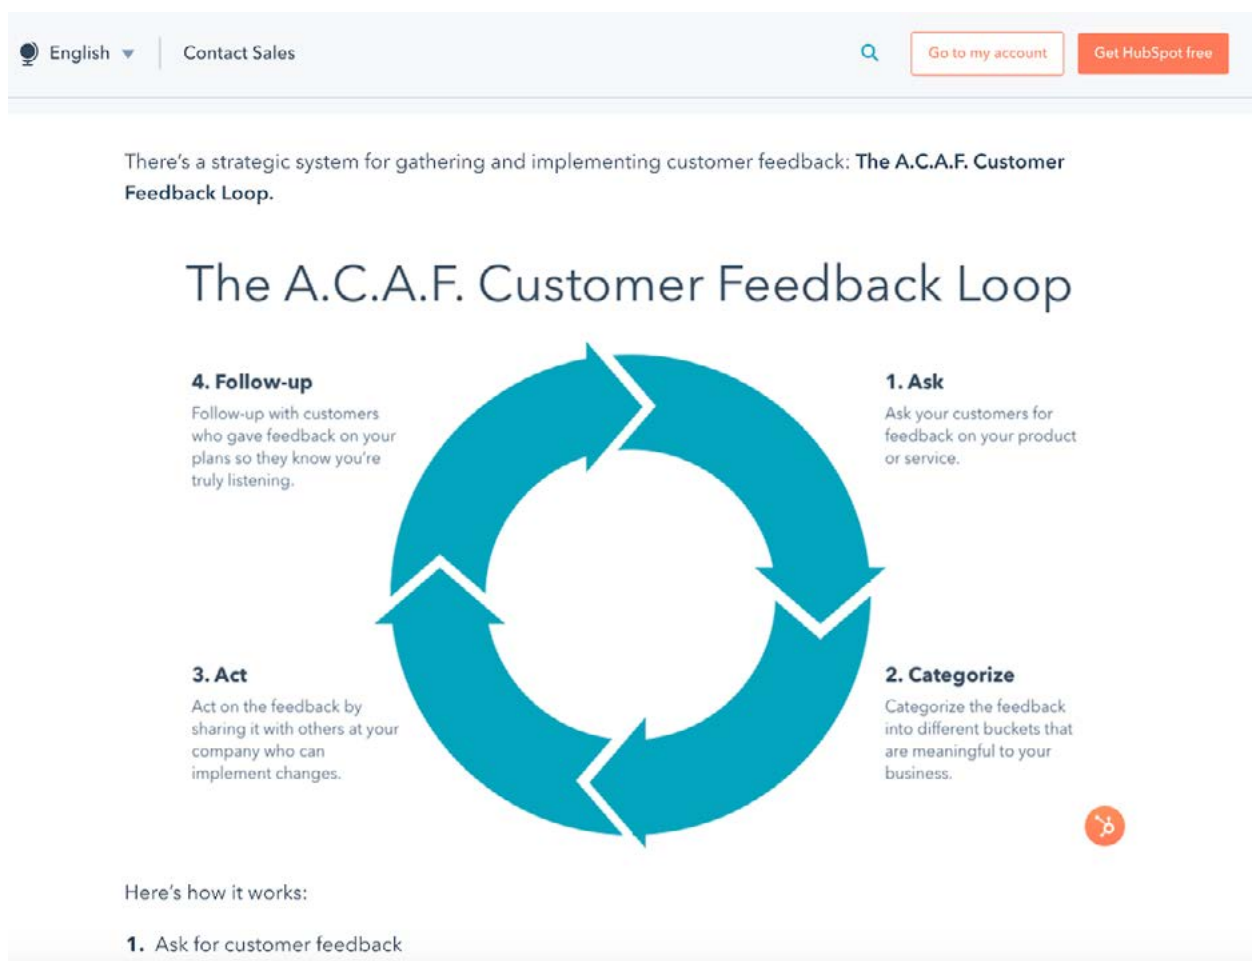 English
Contact Sales
Go to my account
Get HubSpot free
There's a strategic system for gathering and implementing customer feedback: The A.C.A.F. Customer
Feedback Loop.
The A.C.A.F. Customer Feedback Loop
4. Follow-up
Follow-up with customers
who gave feedback on your
plans so they know you're
truly listening.
1. Ask
Ask your customers for
feedback on your product
or service.
3. Act
Act on the feedback by
sharing it with others at your
company who can
implement changes.
2. Categorize
Categorize the feedback
into different buckets that
are meaningful to your
business.
Here's how it works:
1. Ask for customer feedback